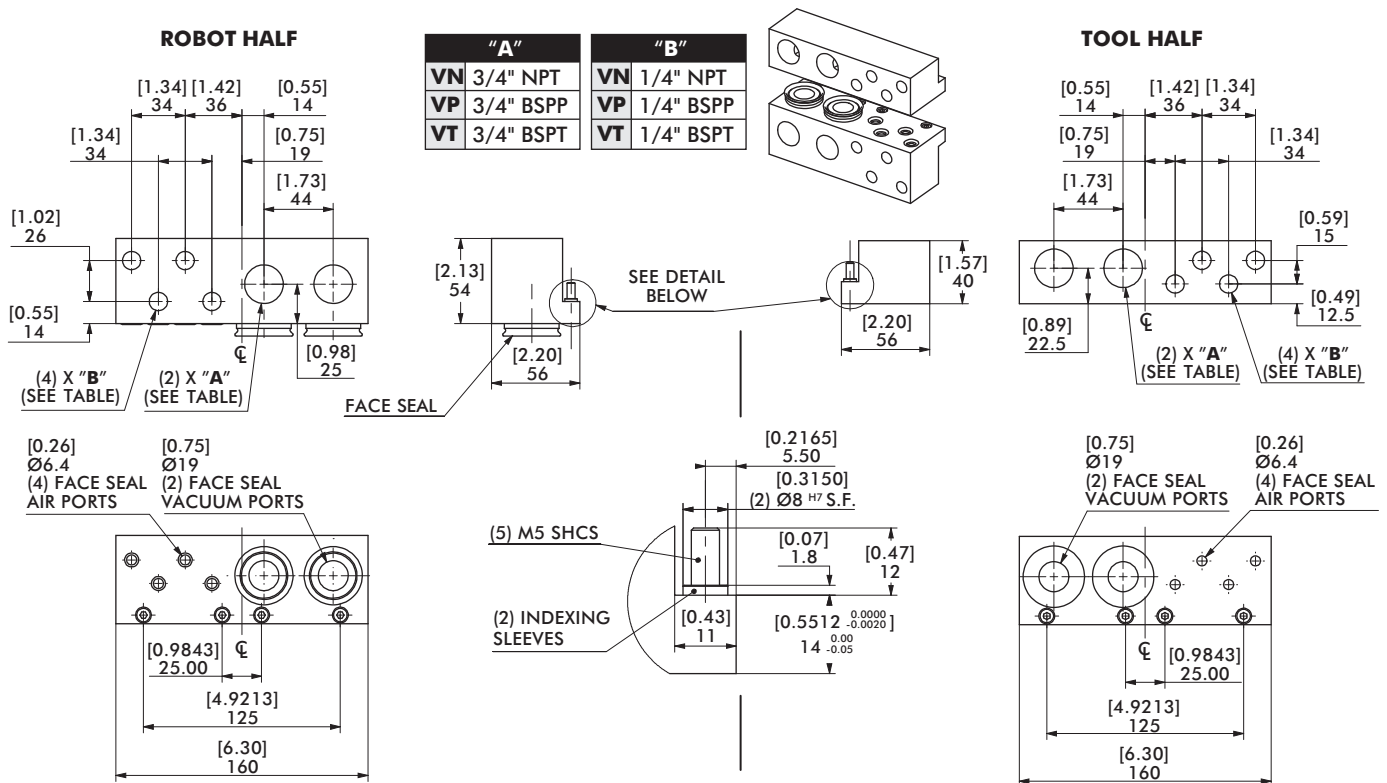 ROBOT HALF
[1.34]
34
[1.42]
36
[0.55]
14
[1.34]
34
[0.75]
19
[1.73]
44
[1.02]
26
[0.55]
14
[0.98]
25
℄
(4) X "B"
(SEE TABLE)
(2) X "A"
(SEE TABLE)
"A"
VN 3/4" NPT
VP 3/4" BSPP
VT 3/4" BSPT
"B"
VN 1/4" NPT
VP 1/4" BSPP
VT 1/4" BSPT
[2.13]
54
[2.20]
56
FACE SEAL
SEE DETAIL
BELOW
[1.57]
40
[2.20]
56
TOOL HALF
[0.55]
14
[1.42]
36
[1.34]
34
[0.75]
19
[1.34]
34
[1.73]
44
[0.59]
15
[0.49]
12.5
[0.89]
22.5
℄
(2) X "A"
(SEE TABLE)
(4) X "B"
(SEE TABLE)
[0.26]
Ø6.4
(4) FACE SEAL
AIR PORTS
[0.75]
Ø19
(2) FACE SEAL
VACUUM PORTS
℄
[0.9843]
25.00
[4.9213]
125
[6.30]
160
[0.2165]
5.50
[0.3150]
(2) Ø8 H7 S.F.
(5) M5 SHCS
[0.07]
1.8
[0.47]
12
(2) INDEXING
SLEEVES
[0.43]
11
[0.5512 0.0000 -0.0020]
14 0.00 -0.05
[0.75]
Ø19
(2) FACE SEAL
VACUUM PORTS
[0.26]
Ø6.4
(4) FACE SEAL
AIR PORTS
℄
[0.9843]
25.00
[4.9213]
125
[6.30]
160